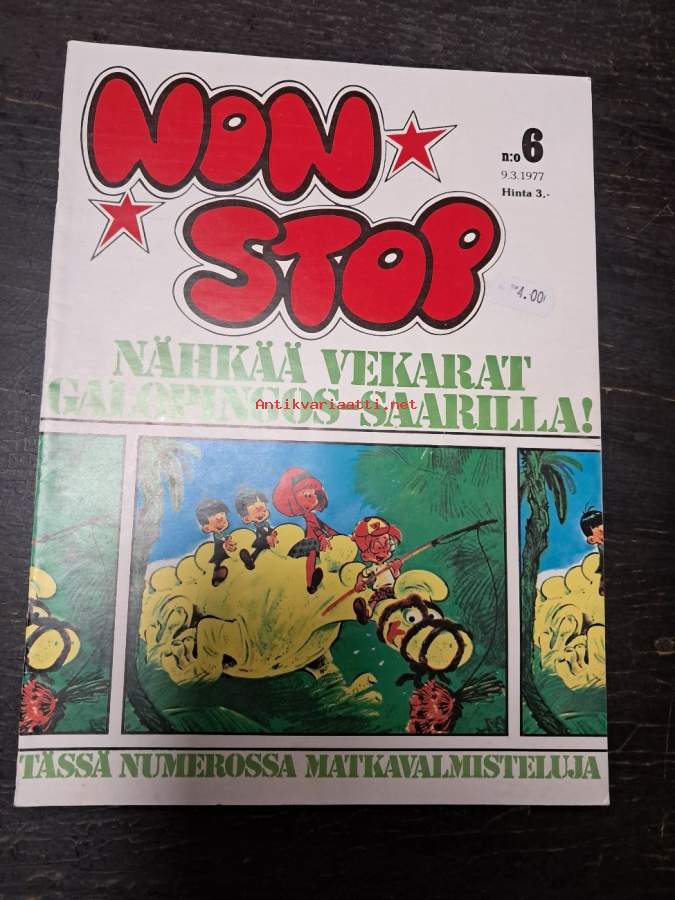 NON
STOP
n:o 6
9.3.1977
Hinta 3,-
4.00
NÄHKÄÄ VEKARAT
GALOPINGOS-SAARILLA!
Antikvariaatti.net
TÄSSÄ NUMEROSSA MATKAVALMISTELUJA